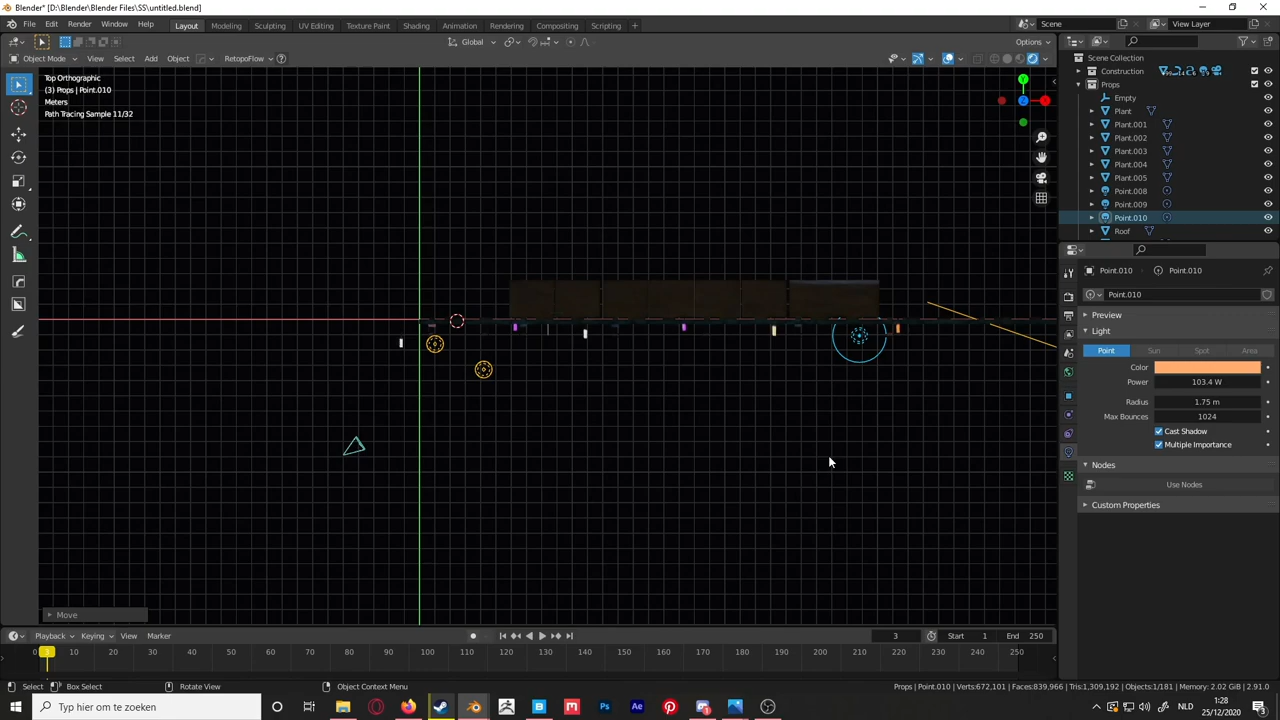 Blender* [D:\Blender\Blender Files\SS\untitled.blend]
File Edit Render Window Help
Layout Modeling Sculpting UV Editing Texture Paint Shading Animation Rendering Compositing Scripting +
Scene
View Layer
Global
Options
Object Mode View Select Add Object RetopoFlow
Top Orthographic
(3) Props | Point.010
Meters
Path Tracing Sample 11/32
Y
X
Z
Scene Collection
Construction
Props
Empty
Plant
Plant.001
Plant.002
Plant.003
Plant.004
Plant.005
Point.008
Point.009
Point.010
Roof
Point.010 Point.010
Point.010
Preview
Light
Point Sun Spot Area
Color
Power 103.4 W
Radius 1.75 m
Max Bounces 1024
Cast Shadow
Multiple Importance
Nodes
Use Nodes
Custom Properties
Move
Playback Keying View Marker
3 Start 1 End 250
0 3 10 20 30 40 50 60 70 80 90 100 110 120 130 140 150 160 170 180 190 200 210 220 230 240 250
Select Box Select Rotate View Object Context Menu
Props | Point.010 | Verts:672,101 | Faces:839,966 | Tris:1,309,192 | Objects:1/181 | Memory: 2.02 GiB | 2.91.0
Typ hier om te zoeken
NLD
1:28
25/12/2020